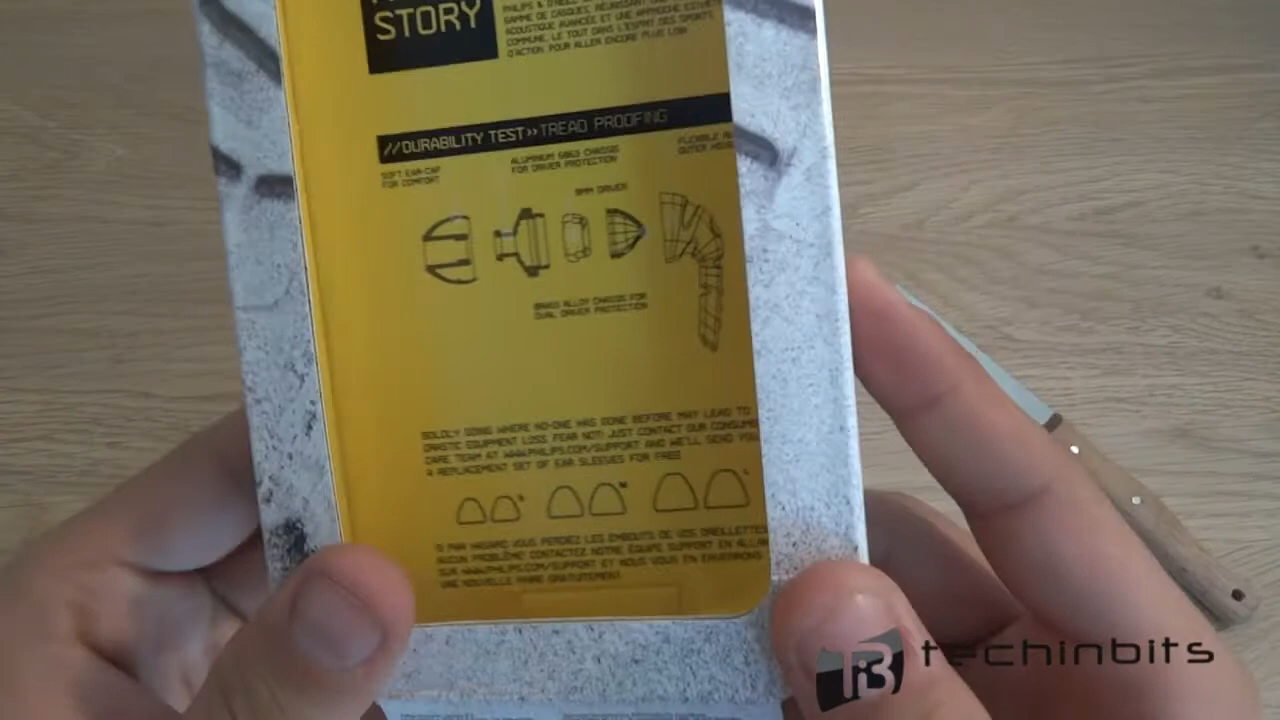 STORY
PHILIPS & O'NEILL
GAMME DE CASQUES, RÉUNISSANT
ACOUSTIQUE AVANCÉE ET UNE APPROCHE
COMMUNE, LE TOUT DANS L'ESPRIT DES SPORTS
D'ACTION. POUR ALLER ENCORE PLUS LOIN
//DURABILITY TEST>>TREAD PROOFING
SOFT EAR-CAP
FOR COMFORT
ALUMINIUM 6063 CHASSIS
FOR DRIVER PROTECTION
FLEXIBLE
OUTER
8MM DRIVER
BRASS ALLOY CHASSIS FOR
DUAL DRIVER PROTECTION
BOLDLY GOING WHERE NO-ONE HAS GONE BEFORE MAY LEAD TO
DRASTIC EQUIPMENT LOSS. FEAR NOT! JUST CONTACT OUR CONSUME
CARE TEAM AT WWW.PHILIPS.COM/SUPPORT AND WE'LL SEND YOU
A REPLACEMENT SET OF EAR SLEEVES FOR FREE
S M L
SI PAR HASARD VOUS PERDIEZ LES EMBOUTS DE VOS OREILLETTES
AUCUN PROBLÈME! CONTACTEZ NOTRE ÉQUIPE SUPPORT EN ALLAN
SUR WWW.PHILIPS.COM/SUPPORT ET NOUS VOUS EN ENVERRONS
UNE NOUVELLE PAIRE GRATUITEMENT
techinbits